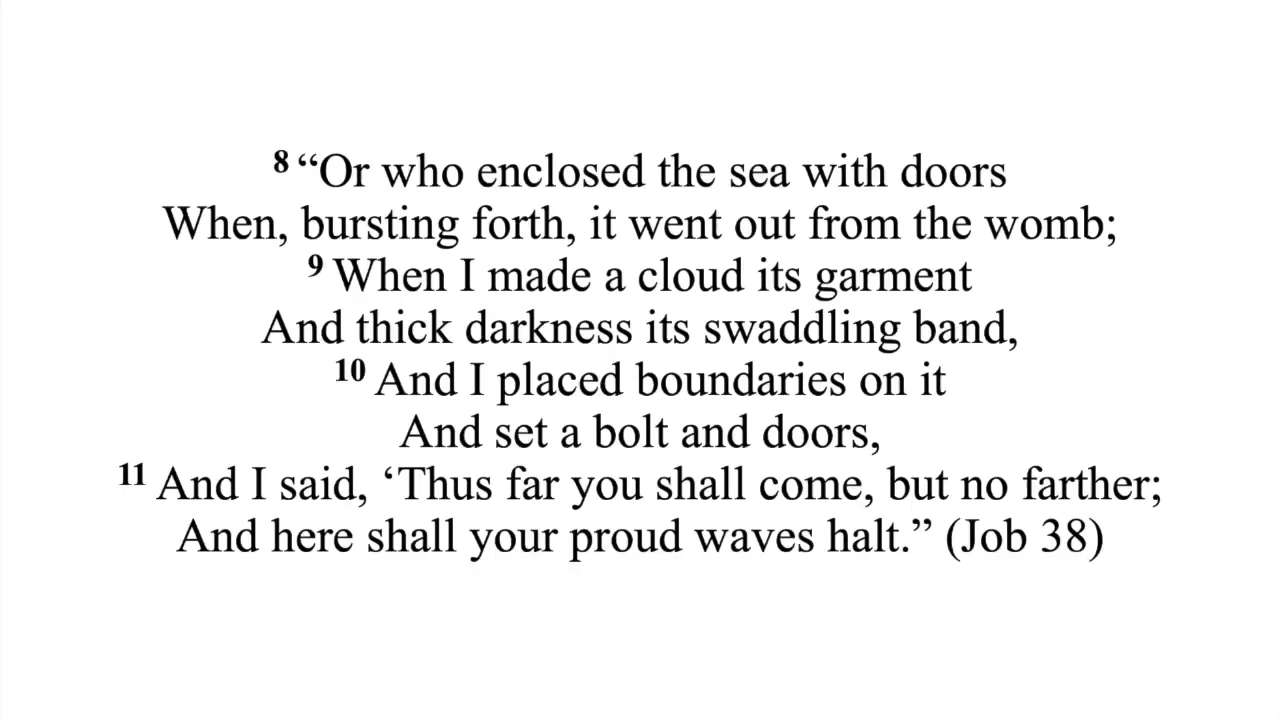 8 “Or who enclosed the sea with doors
When, bursting forth, it went out from the womb;
9 When I made a cloud its garment
And thick darkness its swaddling band,
10 And I placed boundaries on it
And set a bolt and doors,
11 And I said, ‘Thus far you shall come, but no farther;
And here shall your proud waves halt.” (Job 38)